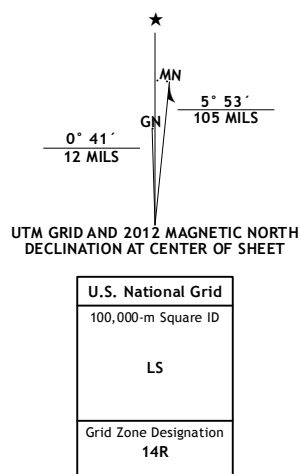 ★
MN
GN
5° 53´
105 MILS
0° 41´
12 MILS
UTM GRID AND 2012 MAGNETIC NORTH
DECLINATION AT CENTER OF SHEET
U.S. National Grid
100,000-m Square ID
LS
Grid Zone Designation
14R